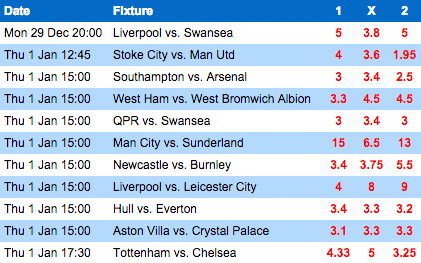 Date Fixture 1 X 2
Mon 29 Dec 20:00 Liverpool vs. Swansea 5 3.8 5
Thu 1 Jan 12:45 Stoke City vs. Man Utd 4 3.6 1.95
Thu 1 Jan 15:00 Southampton vs. Arsenal 3 3.4 2.5
Thu 1 Jan 15:00 West Ham vs. West Bromwich Albion 3.3 4.5 4.5
Thu 1 Jan 15:00 QPR vs. Swansea 3 3.4 3
Thu 1 Jan 15:00 Man City vs. Sunderland 15 6.5 13
Thu 1 Jan 15:00 Newcastle vs. Burnley 3.4 3.75 5.5
Thu 1 Jan 15:00 Liverpool vs. Leicester City 4 8 9
Thu 1 Jan 15:00 Hull vs. Everton 3.4 3.3 3.2
Thu 1 Jan 15:00 Aston Villa vs. Crystal Palace 3.1 3.3 3.3
Thu 1 Jan 17:30 Tottenham vs. Chelsea 4.33 5 3.25